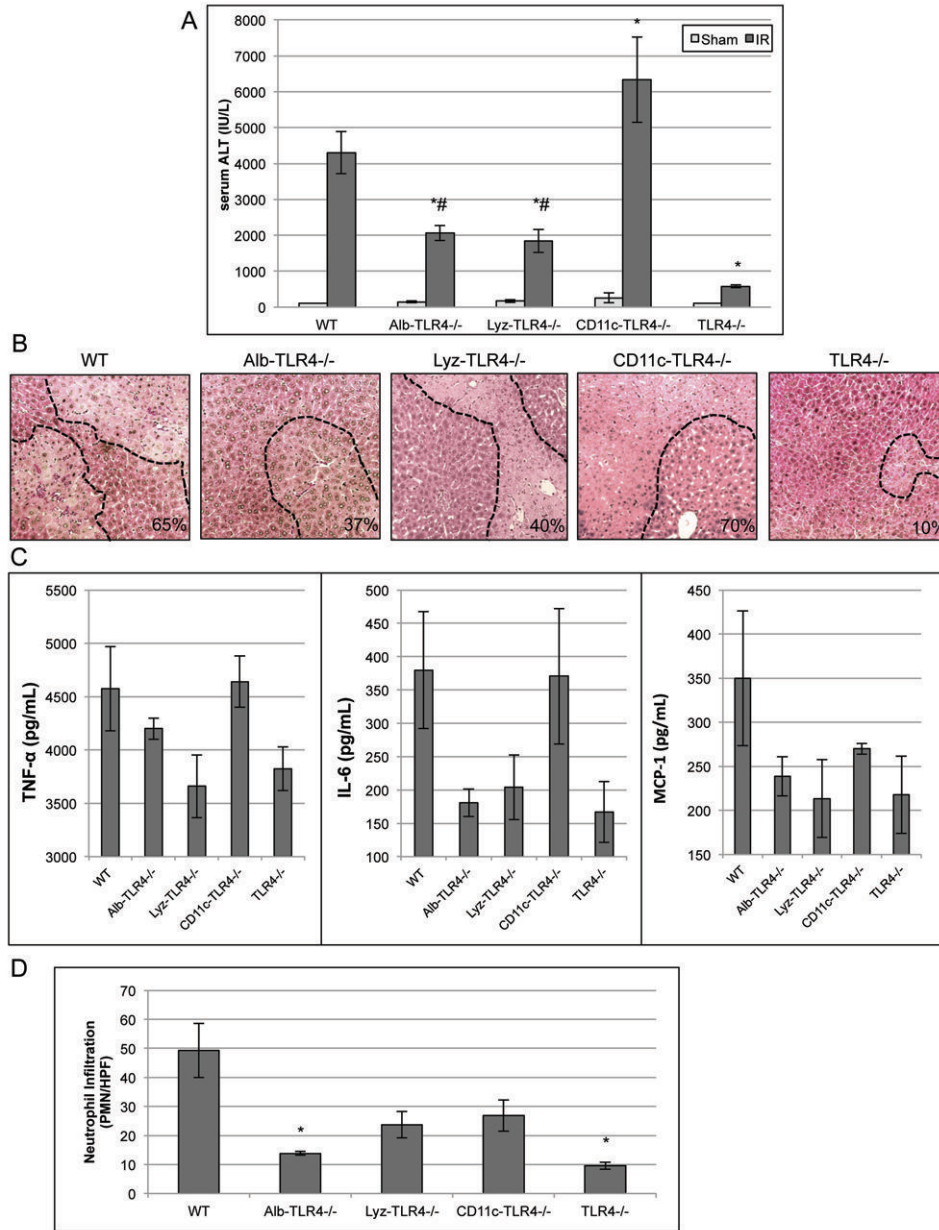 A
Sham IR
serum ALT (IU/L)
8000
7000
6000
5000
4000
3000
2000
1000
0
*
*#
*#
*
WT Alb-TLR4-/- Lyz-TLR4-/- CD11c-TLR4-/- TLR4-/-
B
WT Alb-TLR4-/- Lyz-TLR4-/- CD11c-TLR4-/- TLR4-/-
65% 37% 40% 70% 10%
C
TNF-α (pg/mL)
5500
5000
4500
4000
3500
3000
WT Alb-TLR4-/- Lyz-TLR4-/- CD11c-TLR4-/- TLR4-/-
IL-6 (pg/mL)
500
450
400
350
300
250
200
150
100
WT Alb-TLR4-/- Lyz-TLR4-/- CD11c-TLR4-/- TLR4-/-
MCP-1 (pg/mL)
450
400
350
300
250
200
150
WT Alb-TLR4-/- Lyz-TLR4-/- CD11c-TLR4-/- TLR4-/-
D
Neutrophil Infiltration
(PMN/HPF)
70
60
50
40
30
20
10
0
*
*
WT Alb-TLR4-/- Lyz-TLR4-/- CD11c-TLR4-/- TLR4-/-